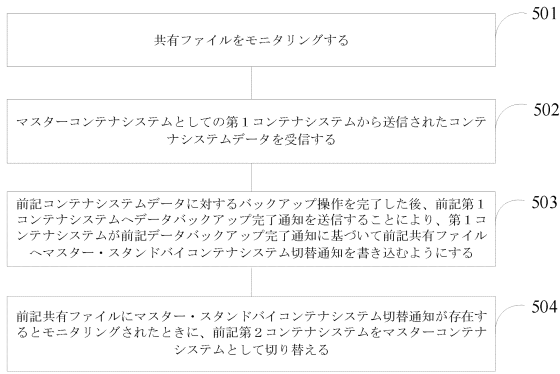 501
共有ファイルをモニタリングする
502
マスターコンテナシステムとしての第１コンテナシステムから送信されたコンテ
ナシステムデータを受信する
503
前記コンテナシステムデータに対するバックアップ操作を完了した後、前記第１
コンテナシステムへデータバックアップ完了通知を送信することにより、第１コ
ンテナシステムが前記データバックアップ完了通知に基づいて前記共有ファイル
へマスター・スタンドバイコンテナシステム切替通知を書き込むようにする
504
前記共有ファイルにマスター・スタンドバイコンテナシステム切替通知が存在す
るとモニタリングされたときに、前記第２コンテナシステムをマスターコンテナ
システムとして切り替える